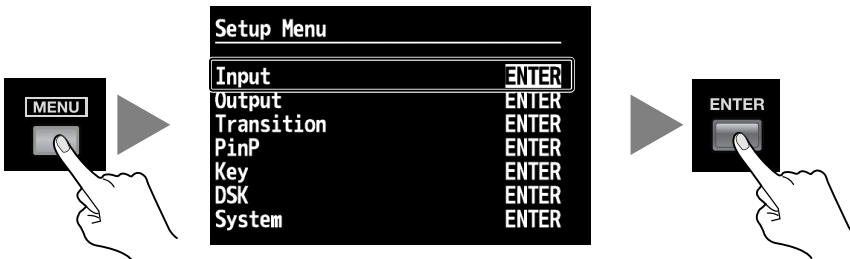 MENU
Setup Menu
Input ENTER
Output ENTER
Transition ENTER
PinP ENTER
Key ENTER
DSK ENTER
System ENTER
ENTER